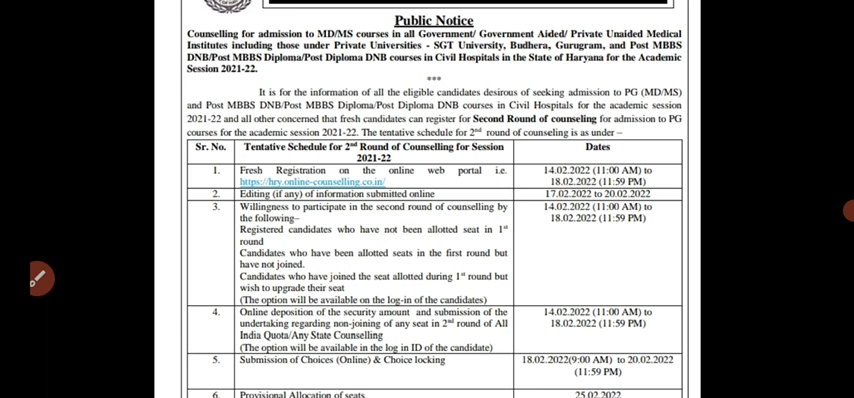 Public Notice
Counselling for admission to MD/MS courses in all Government/ Government Aided/ Private Unaided Medical
Institutes including those under Private Universities - SGT University, Budhera, Gurugram, and Post MBBS
DNB/Post MBBS Diploma/Post Diploma DNB courses in Civil Hospitals in the State of Haryana for the Academic
Session 2021-22.
***
It is for the information of all the eligible candidates desirous of seeking admission to PG (MD/MS)
and Post MBBS DNB/Post MBBS Diploma/Post Diploma DNB courses in Civil Hospitals for the academic session
2021-22 and all other concerned that fresh candidates can register for Second Round of counseling for admission to PG
courses for the academic session 2021-22. The tentative schedule for 2nd round of counseling is as under –
Sr. No. Tentative Schedule for 2nd Round of Counselling for Session Dates
2021-22
1. Fresh Registration on the online web portal i.e. 14.02.2022 (11:00 AM) to
https://hry.online-counselling.co.in/ 18.02.2022 (11:59 PM)
2. Editing (if any) of information submitted online 17.02.2022 to 20.02.2022
3. Willingness to participate in the second round of counselling by 14.02.2022 (11:00 AM) to
the following– 18.02.2022 (11:59 PM)
Registered candidates who have not been allotted seat in 1st
round
Candidates who have been allotted seats in the first round but
have not joined.
Candidates who have joined the seat allotted during 1st round but
wish to upgrade their seat
(The option will be available on the log-in of the candidates)
4. Online deposition of the security amount and submission of the 14.02.2022 (11:00 AM) to
undertaking regarding non-joining of any seat in 2nd round of All 18.02.2022 (11:59 PM)
India Quota/Any State Counselling
(The option will be available in the log in ID of the candidate)
5. Submission of Choices (Online) & Choice locking 18.02.2022(9:00 AM) to 20.02.2022
(11:59 PM)
6. Provisional Allocation of seats 25.02.2022